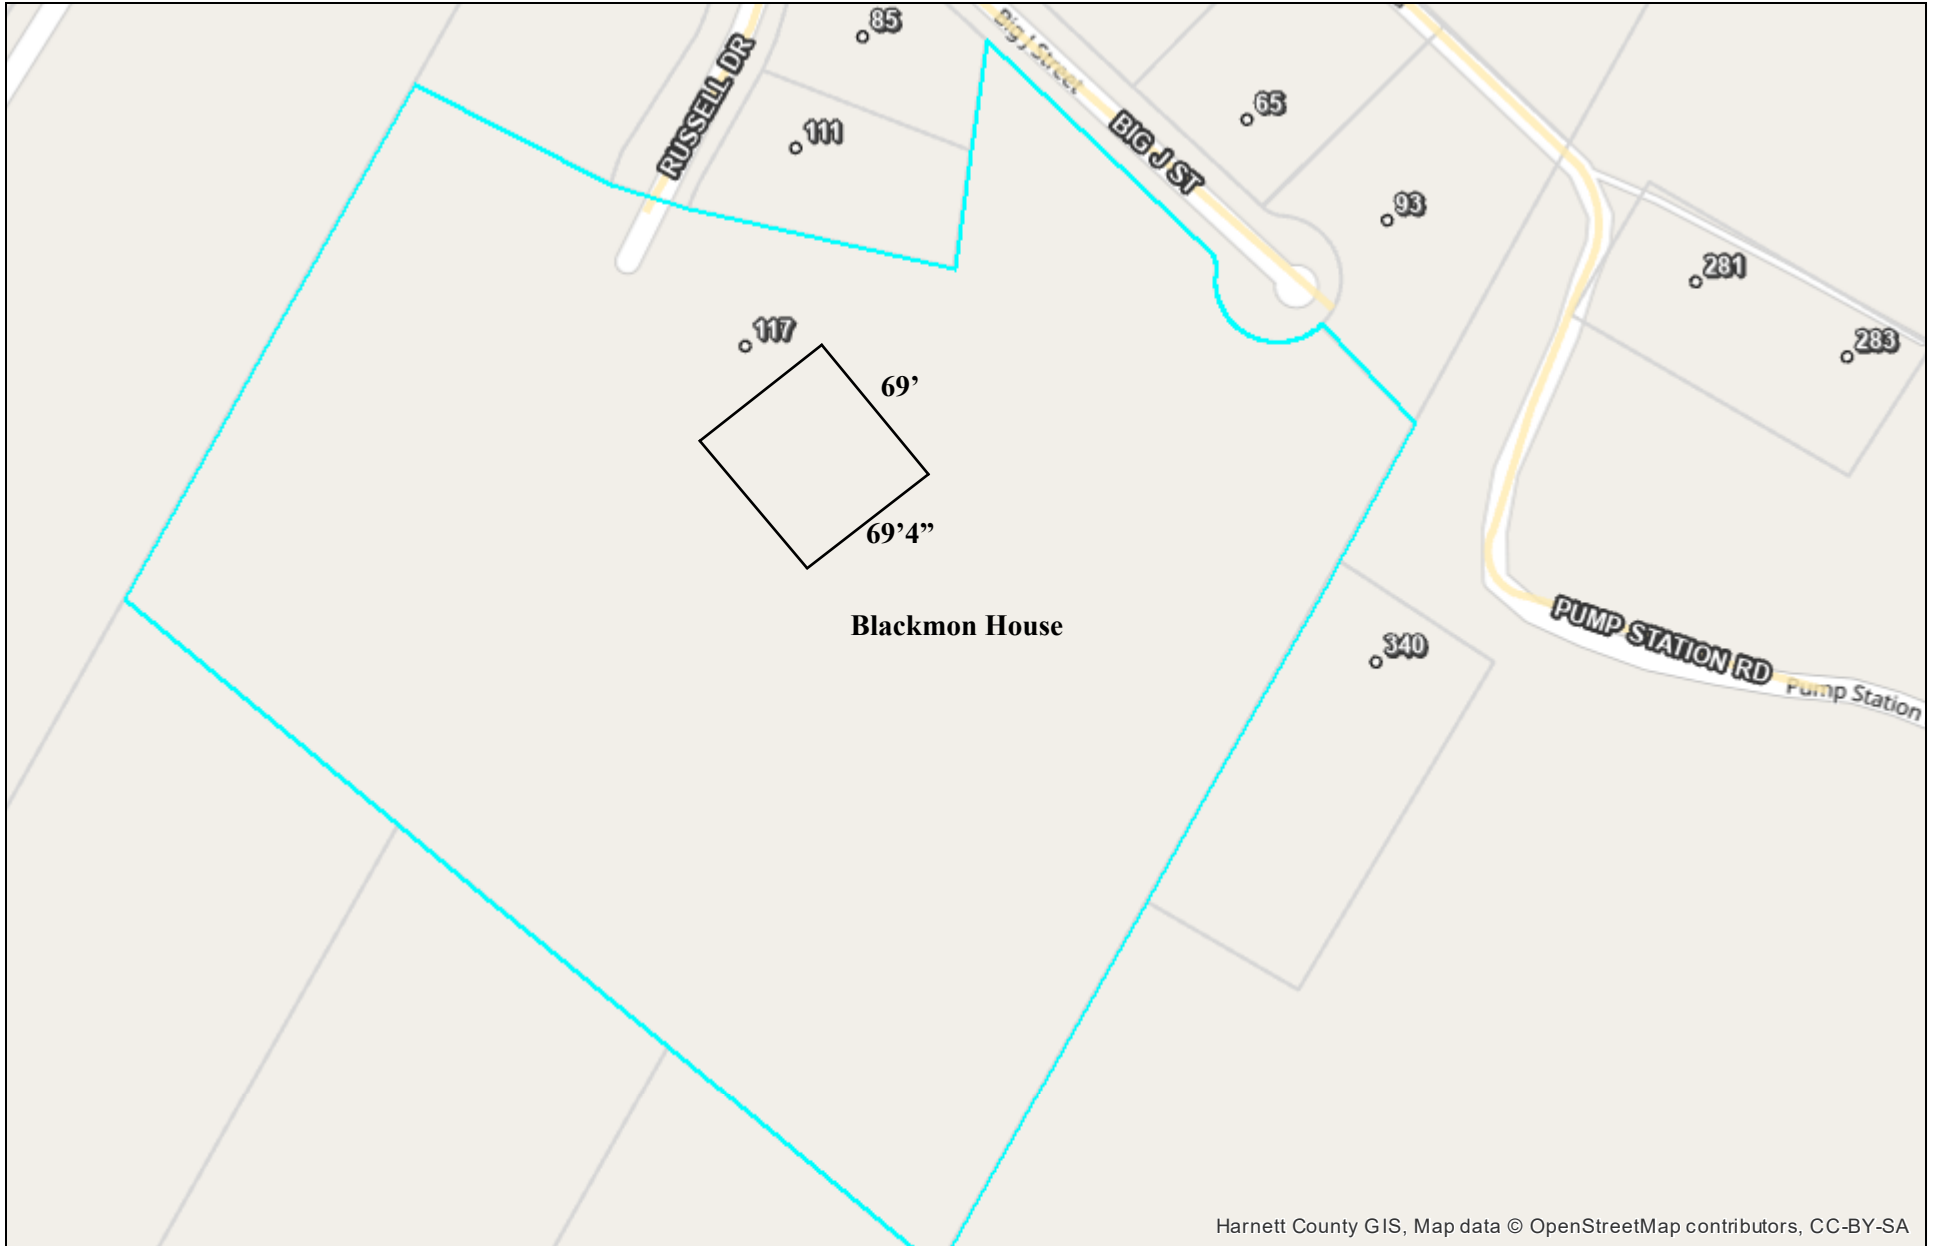 85
Big J Street
RUSSELL DR
65
111
BIG J ST
93
281
117
283
69’
69’4”
Blackmon House
340
PUMP STATION RD
Pump Station
Harnett County GIS, Map data © OpenStreetMap contributors, CC-BY-SA